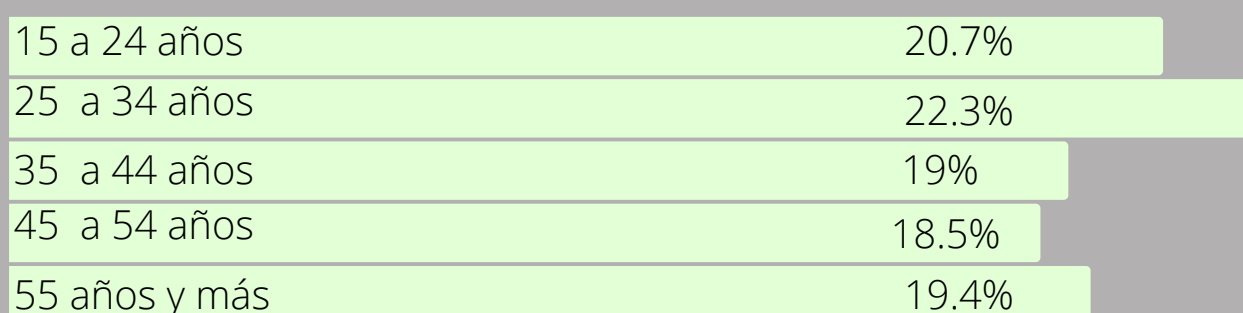 15 a 24 años 20.7%
25 a 34 años 22.3%
35 a 44 años 19%
45 a 54 años 18.5%
55 años y más 19.4%